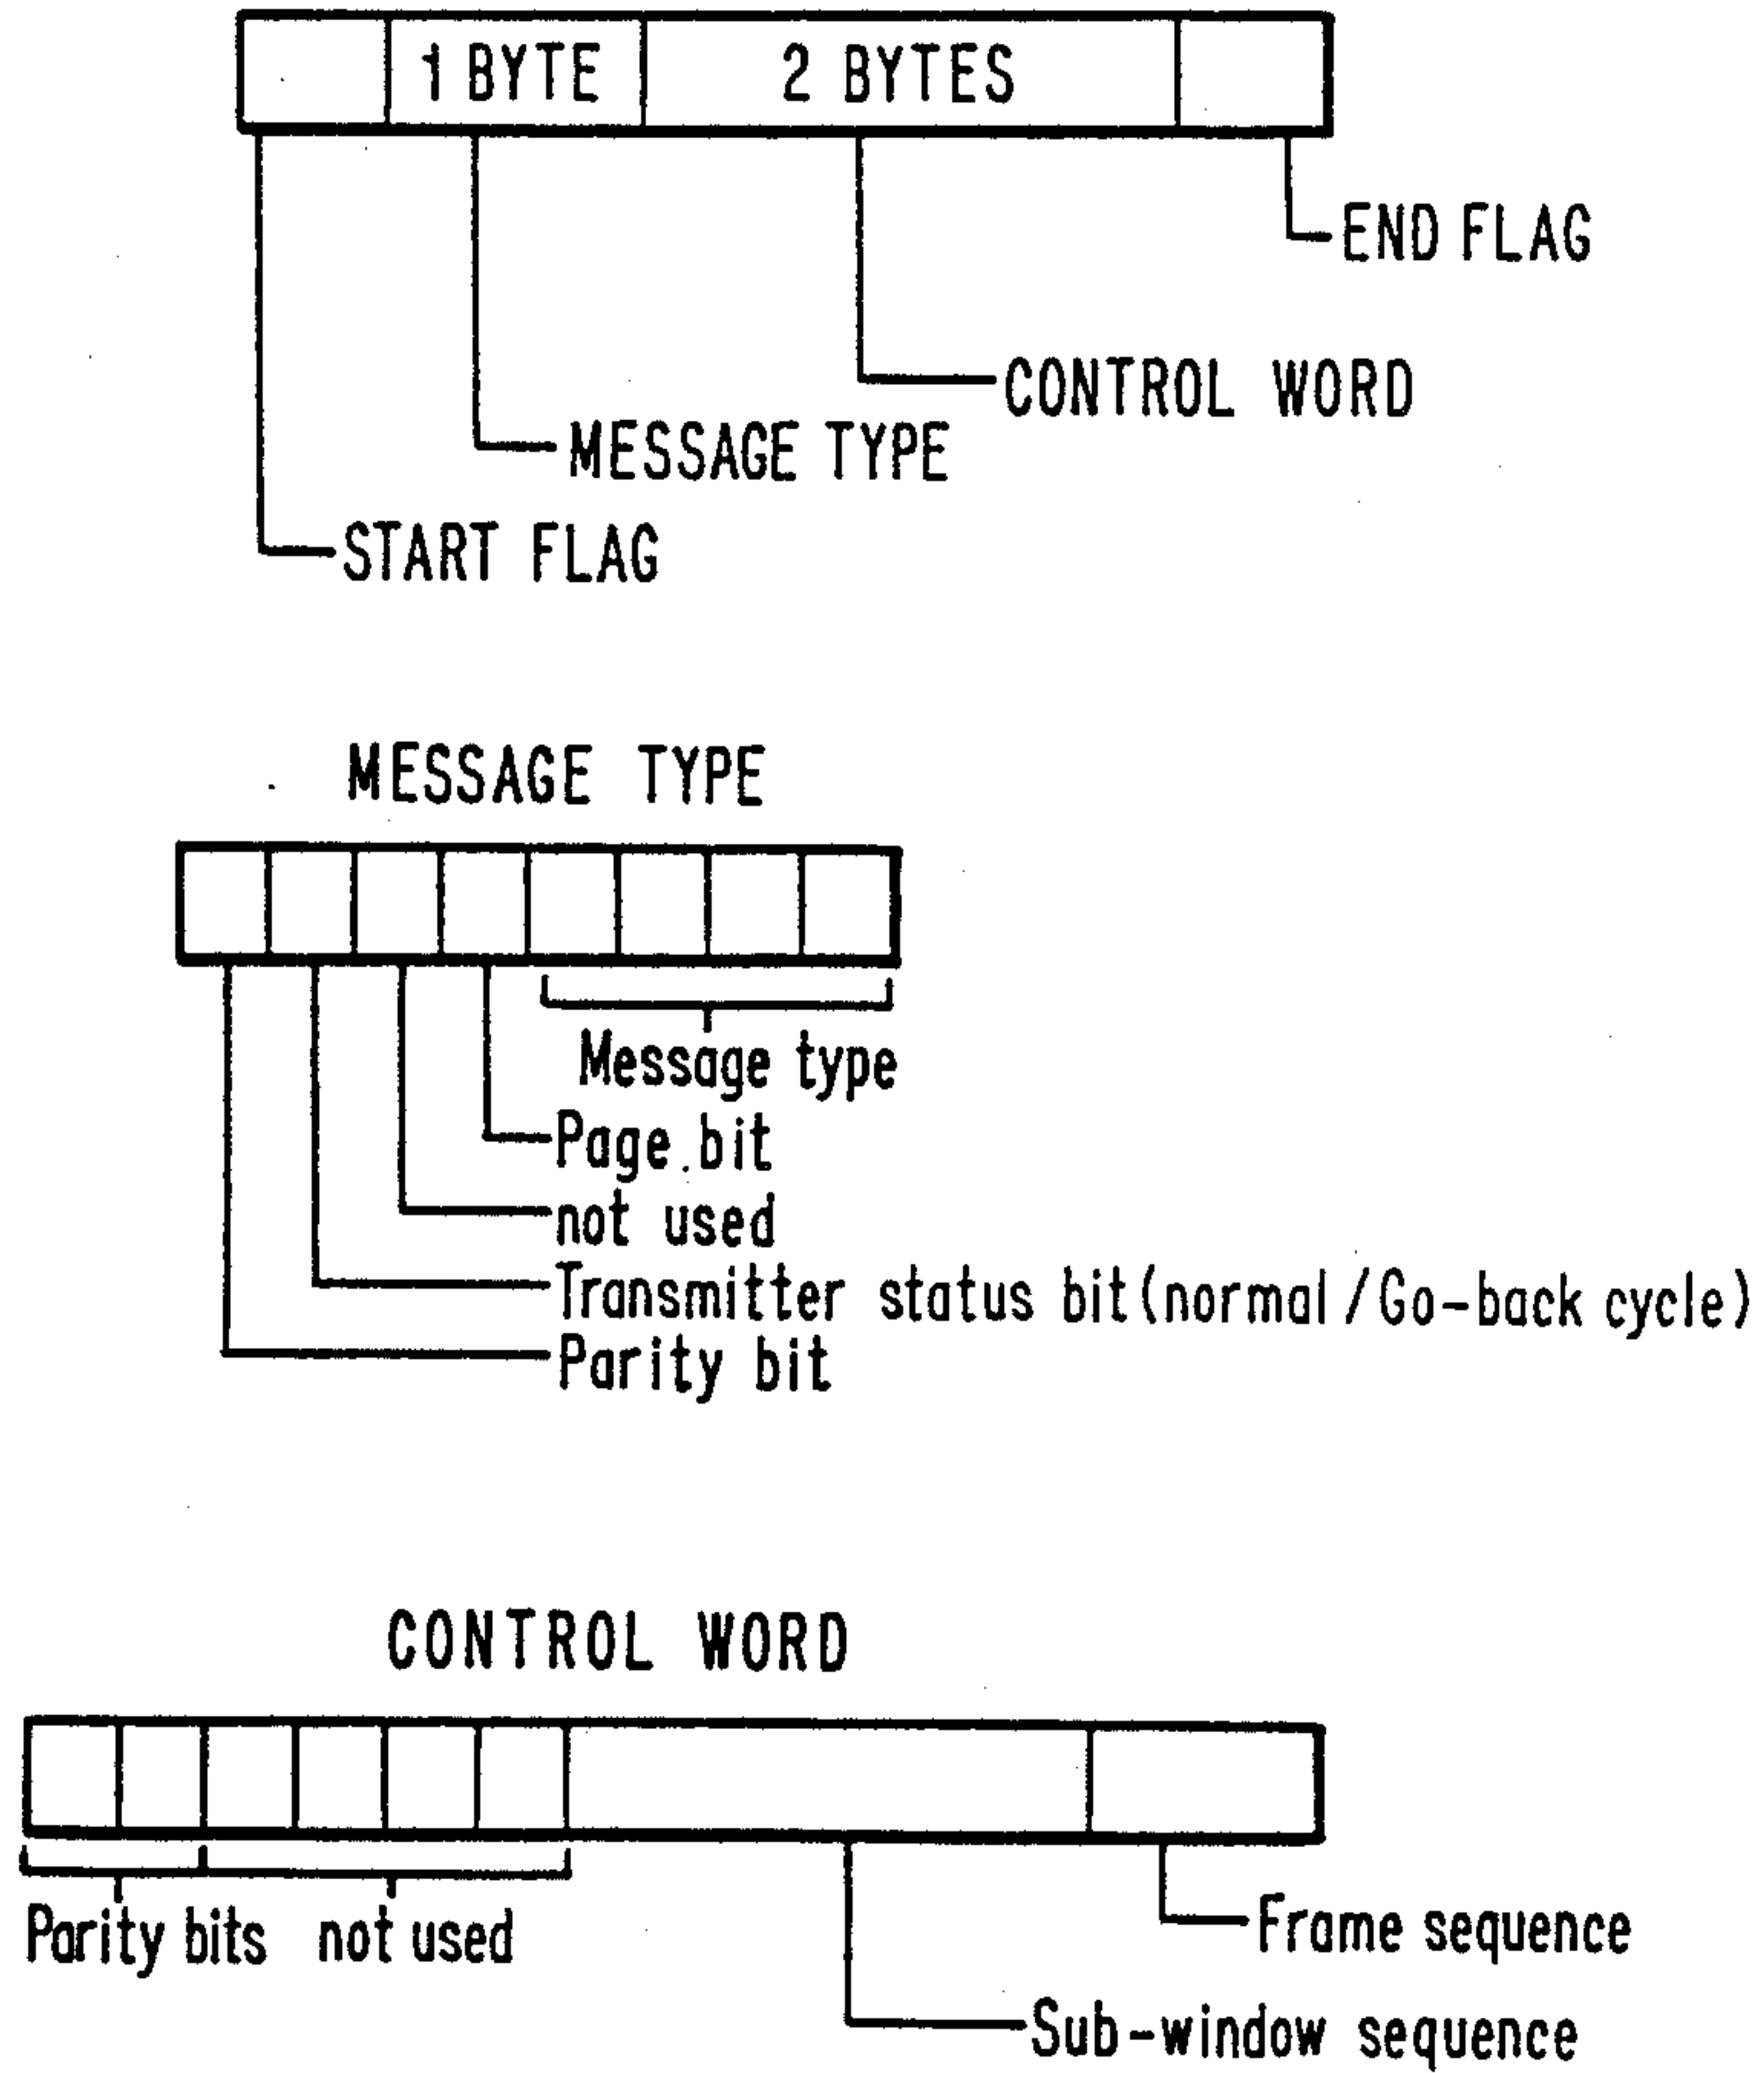 1 BYTE
2 BYTES
END FLAG
CONTROL WORD
MESSAGE TYPE
START FLAG
MESSAGE TYPE
Message type
Page bit
not used
Transmitter status bit (normal / Go-back cycle)
Parity bit
CONTROL WORD
Parity bits not used
Frame sequence
Sub-window sequence